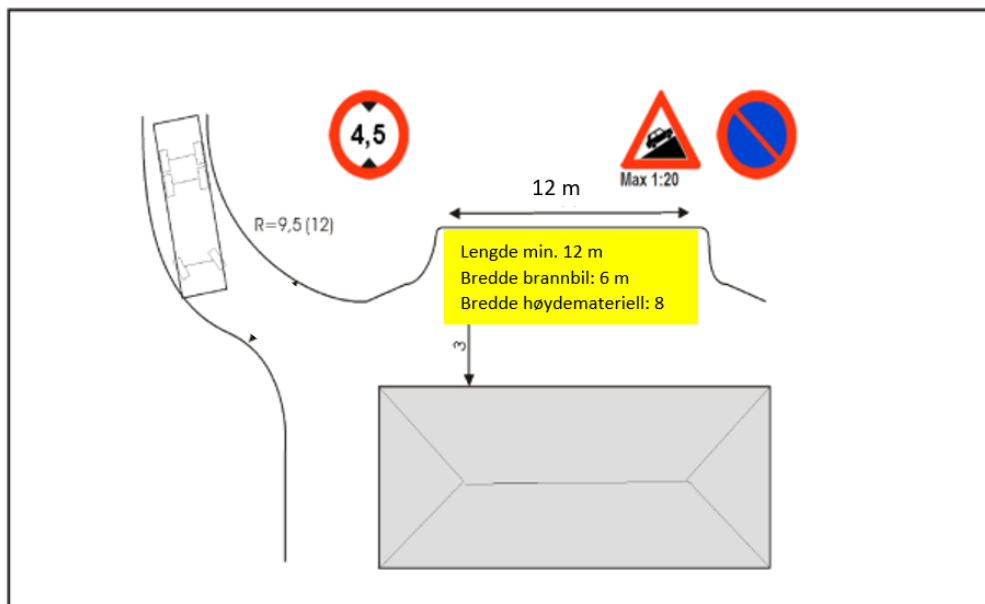 4,5
Max 1:20
12 m
R=9,5 (12)
Lengde min. 12 m
Bredde brannbil: 6 m
Bredde høydemateriell: 8
3